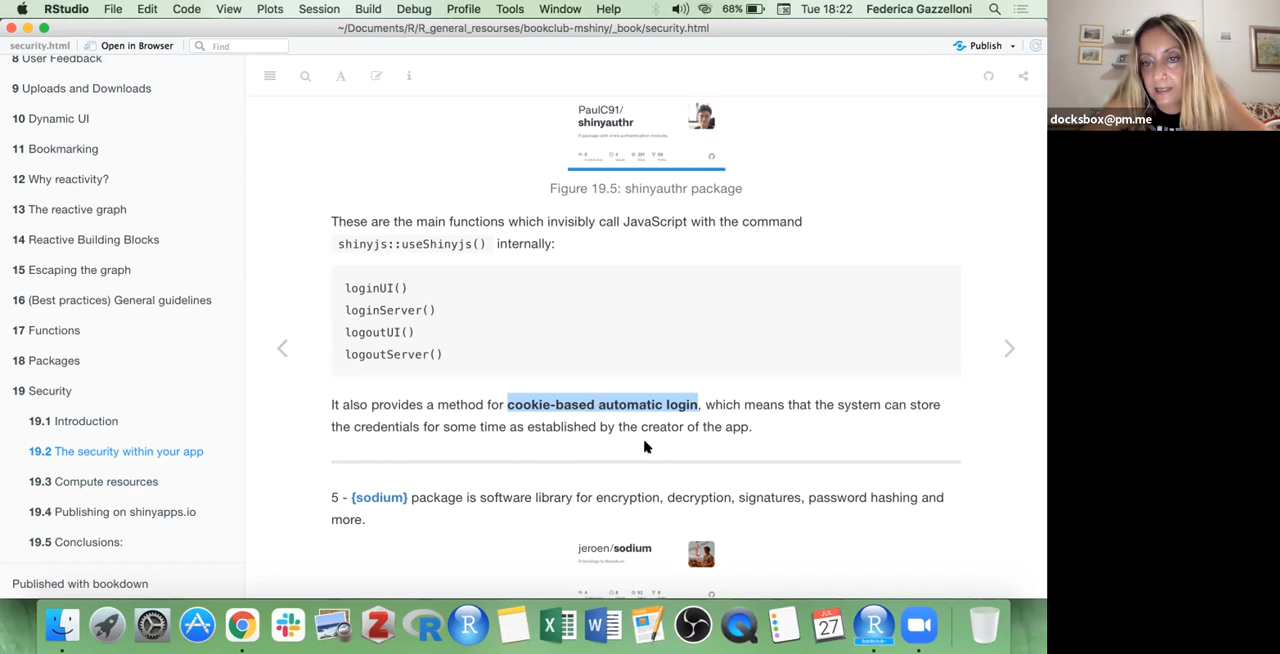 RStudio File Edit Code View Plots Session Build Debug Profile Tools Window Help 68% Tue 18:22 Federica Gazzelloni
~/Documents/R/R_general_resourses/bookclub-mshiny/_book/security.html
security.html Open in Browser Find Publish
8 User Feedback
9 Uploads and Downloads
10 Dynamic UI
11 Bookmarking
12 Why reactivity?
13 The reactive graph
14 Reactive Building Blocks
15 Escaping the graph
16 (Best practices) General guidelines
17 Functions
18 Packages
19 Security
19.1 Introduction
19.2 The security within your app
19.3 Compute resources
19.4 Publishing on shinyapps.io
19.5 Conclusions:
Published with bookdown
PaulC91/
shinyauthr
Figure 19.5: shinyauthr package
These are the main functions which invisibly call JavaScript with the command
shinyjs::useShinyjs() internally:
loginUI()
loginServer()
logoutUI()
logoutServer()
It also provides a method for cookie-based automatic login, which means that the system can store
the credentials for some time as established by the creator of the app.
5 - {sodium} package is software library for encryption, decryption, signatures, password hashing and
more.
jeroen/sodium
docksbox@pm.me
JUL
27